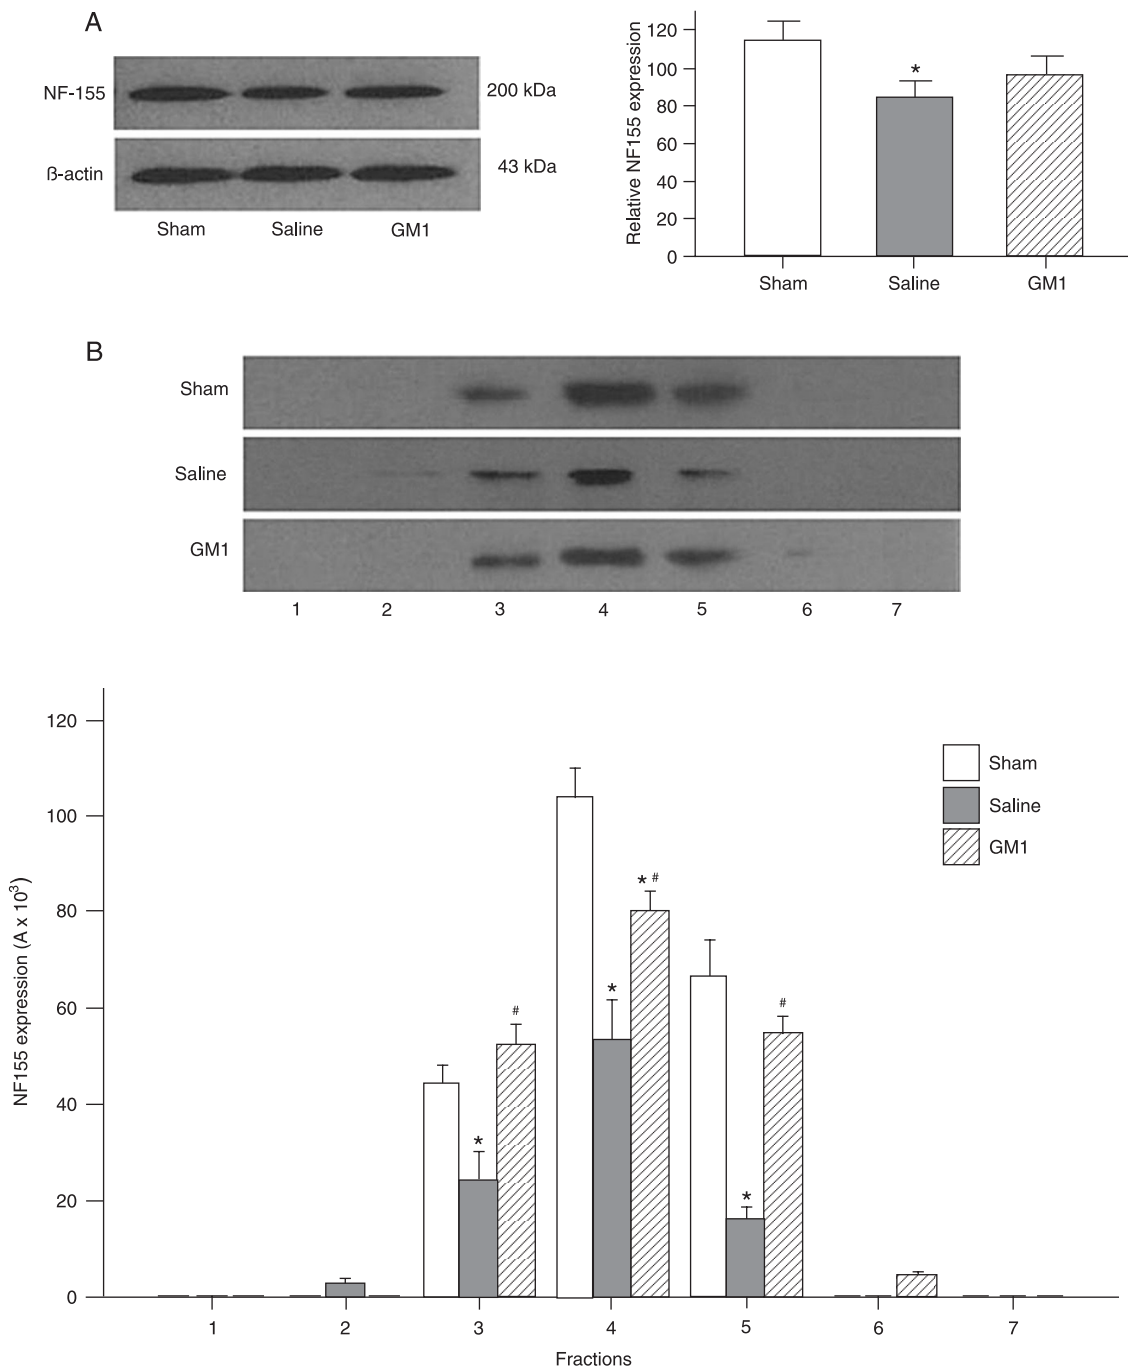 A
NF-155
200 kDa
ß-actin
43 kDa
Sham Saline GM1
Relative NF155 expression
120
100
80
60
40
20
0
*
Sham Saline GM1
B
Sham
Saline
GM1
1 2 3 4 5 6 7
NF155 expression (A x 10³)
120
100
80
60
40
20
0
Sham
Saline
GM1
*
#
*
* #
*
#
1 2 3 4 5 6 7
Fractions